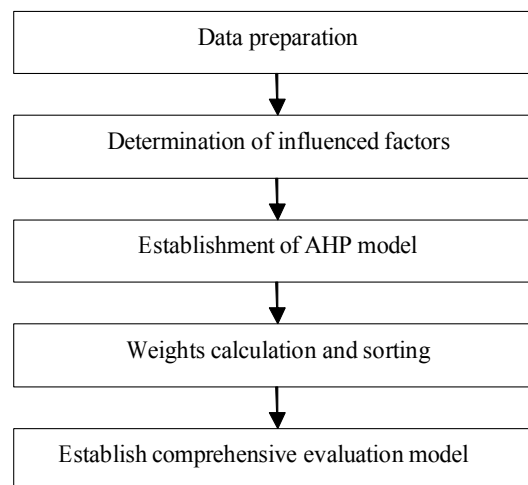 Data preparation
Determination of influenced factors
Establishment of AHP model
Weights calculation and sorting
Establish comprehensive evaluation model